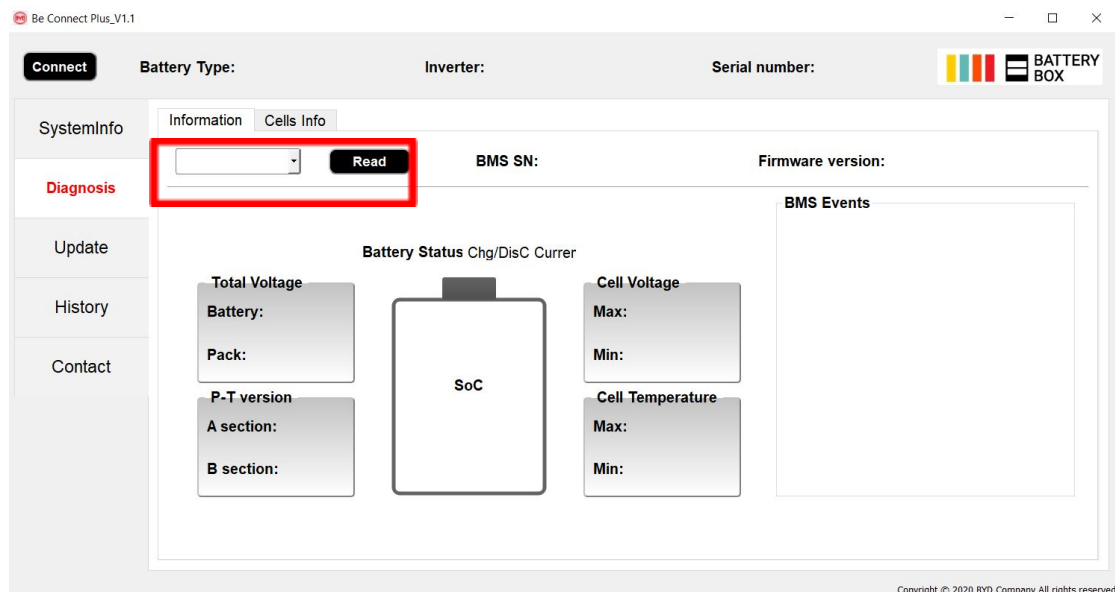 Be Connect Plus_V1.1
Connect Battery Type: Inverter: Serial number: BATTERY BOX
SystemInfo
Diagnosis
Update
History
Contact
Information Cells Info
Read BMS SN: Firmware version:
BMS Events
Battery Status Chg/DisC Currer
Total Voltage
Battery:
Pack:
P-T version
A section:
B section:
SoC
Cell Voltage
Max:
Min:
Cell Temperature
Max:
Min:
Copyright © 2020 BYD Company All rights reserved